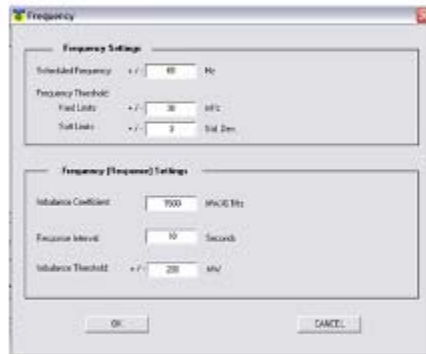 Frequency
Frequency Settings
Scheduled Frequency: +/- 60 Hz
Frequency Threshold:
Hard Limits +/- 30 mHz
Soft Limits +/- 3 Std. Dev.
Frequency (Response) Settings
Imbalance Coefficient: 1500 MW/0.1Hz
Response Interval: 10 Seconds
Imbalance Threshold: +/- 200 MW
OK
CANCEL